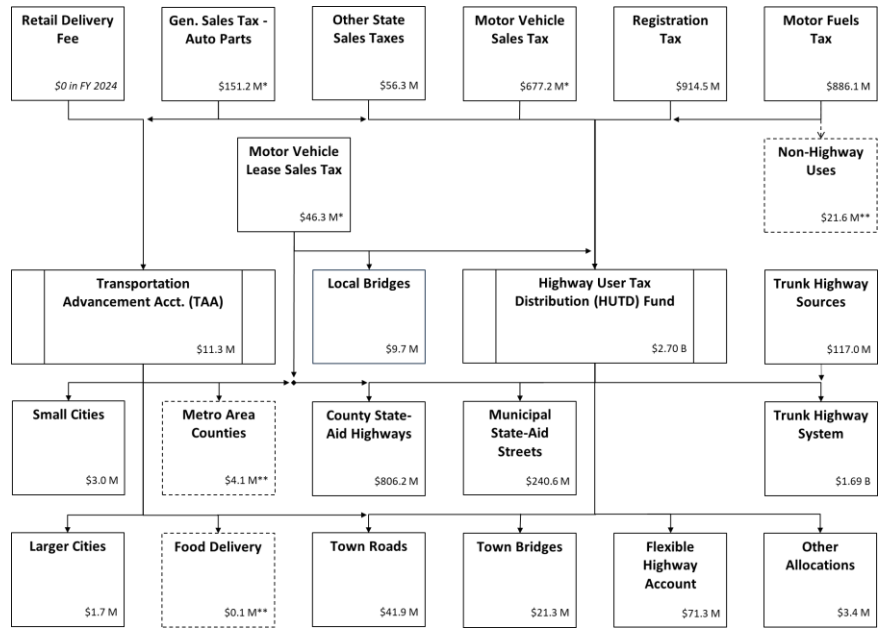 Retail Delivery
Fee
$0 in FY 2024
Gen. Sales Tax -
Auto Parts
$151.2 M*
Other State
Sales Taxes
$56.3 M
Motor Vehicle
Sales Tax
$677.2 M*
Registration
Tax
$914.5 M
Motor Fuels
Tax
$886.1 M
Motor Vehicle
Lease Sales Tax
$46.3 M*
Non-Highway
Uses
$21.6 M**
Transportation
Advancement Acct. (TAA)
$11.3 M
Local Bridges
$9.7 M
Highway User Tax
Distribution (HUTD) Fund
$2.70 B
Trunk Highway
Sources
$117.0 M
Small Cities
$3.0 M
Metro Area
Counties
$4.1 M**
County State-
Aid Highways
$806.2 M
Municipal
State-Aid
Streets
$240.6 M
Trunk Highway
System
$1.69 B
Larger Cities
$1.7 M
Food Delivery
$0.1 M**
Town Roads
$41.9 M
Town Bridges
$21.3 M
Flexible
Highway
Account
$71.3 M
Other
Allocations
$3.4 M